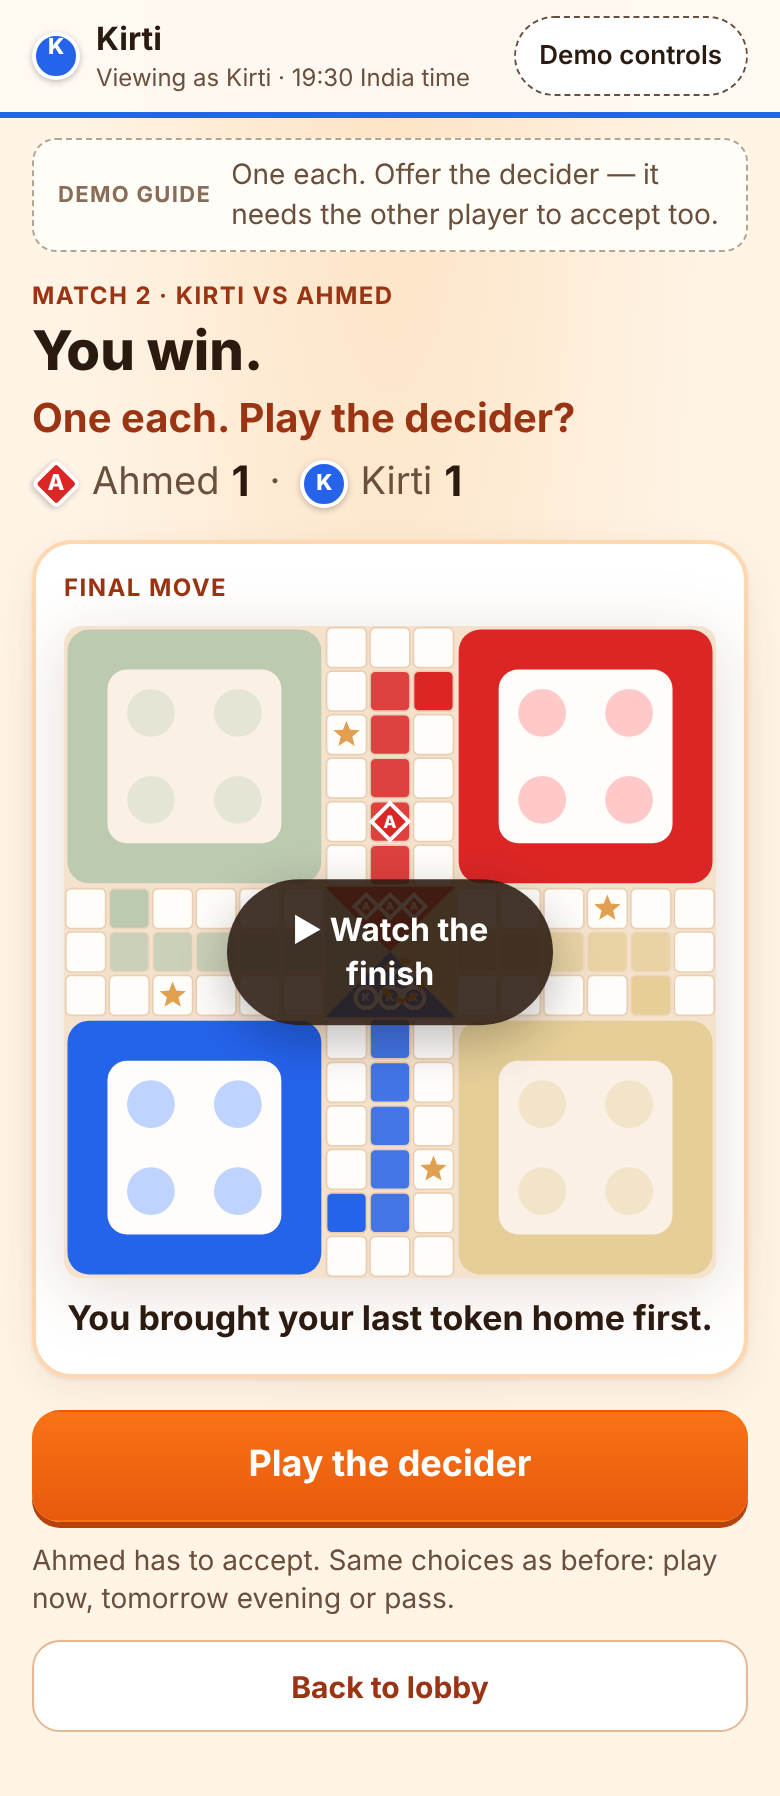 K
Kirti
Viewing as Kirti · 19:30 India time
Demo controls
DEMO GUIDE
One each. Offer the decider — it
needs the other player to accept too.
MATCH 2 · KIRTI VS AHMED
You win.
One each. Play the decider?
A Ahmed 1 · K Kirti 1
FINAL MOVE
A
A A A
▶ Watch the
finish
K K K
You brought your last token home first.
Play the decider
Ahmed has to accept. Same choices as before: play
now, tomorrow evening or pass.
Back to lobby